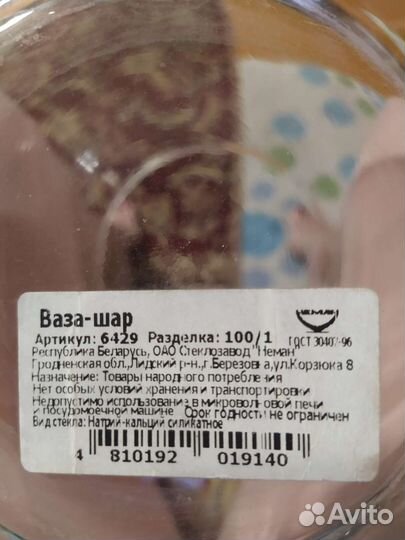 Ваза-шар
Артикул: 6429 Разделка: 100/1 ГОСТ 30407-96
Республика Беларусь, ОАО Стеклозавод "Неман"
Гродненская обл.,Лидский р-н.,г.Березовка,ул.Корзюка 8
Назначение: Товары народного потребления
Нет особых условий хранения и транспортировки
Недопустимо использование в микроволновой печи
и посудомоечной машине Срок годности не ограничен
Вид стекла: Натрий-кальций силикатное
4 810192 019140
Avito